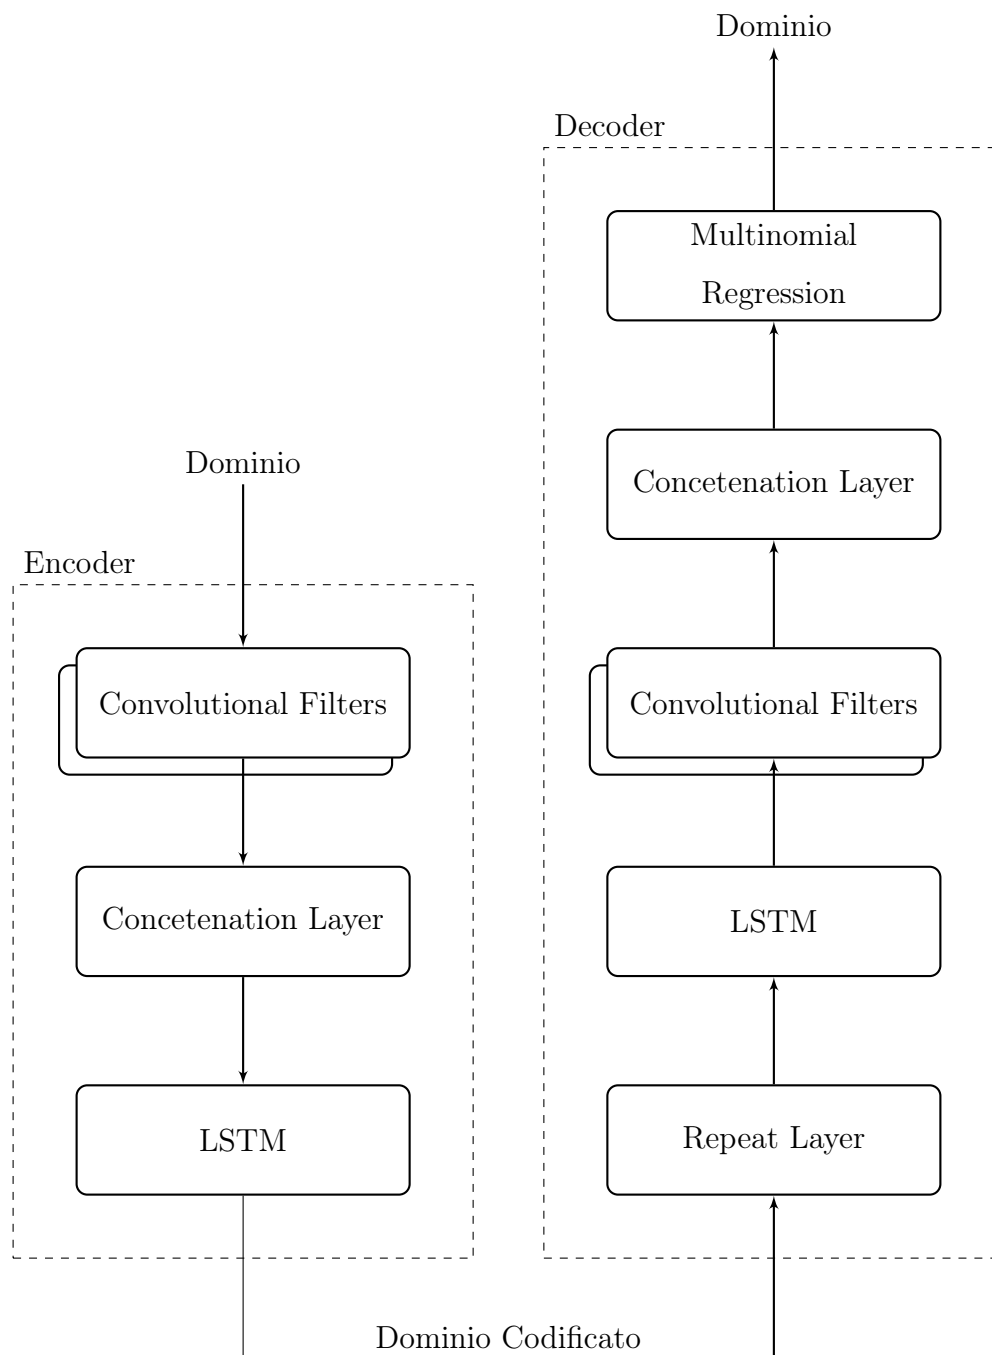 Dominio
Encoder
Convolutional Filters
Concetenation Layer
LSTM
Dominio Codificato
Dominio
Decoder
Multinomial
Regression
Concetenation Layer
Convolutional Filters
LSTM
Repeat Layer